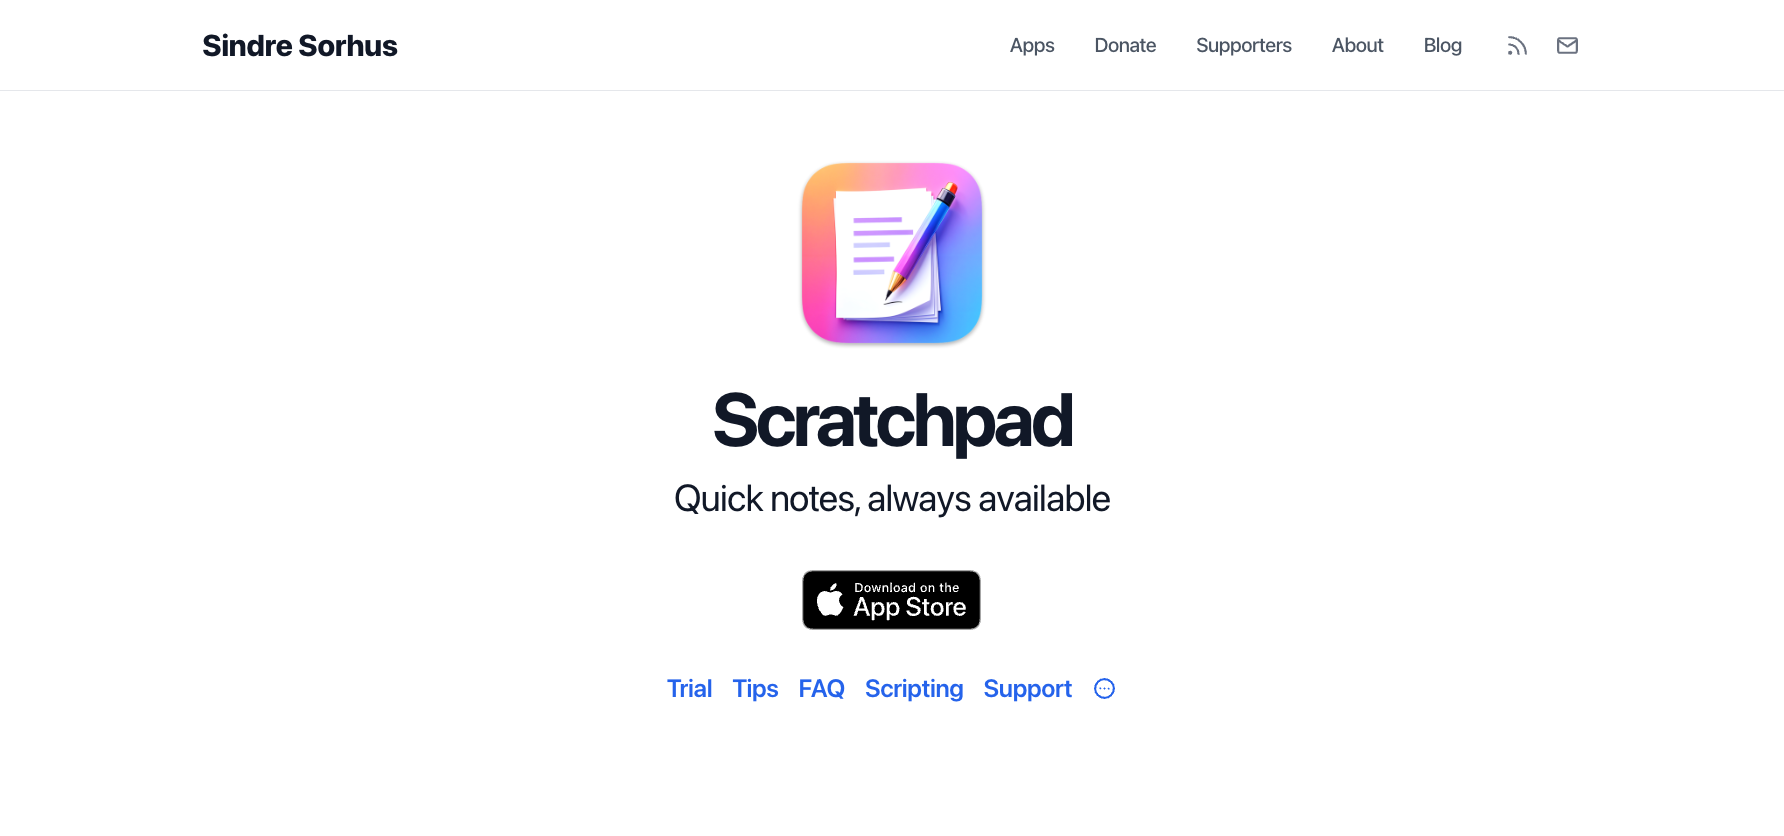 Sindre Sorhus
Apps Donate Supporters About Blog
Scratchpad
Quick notes, always available
Download on the
App Store
Trial Tips FAQ Scripting Support